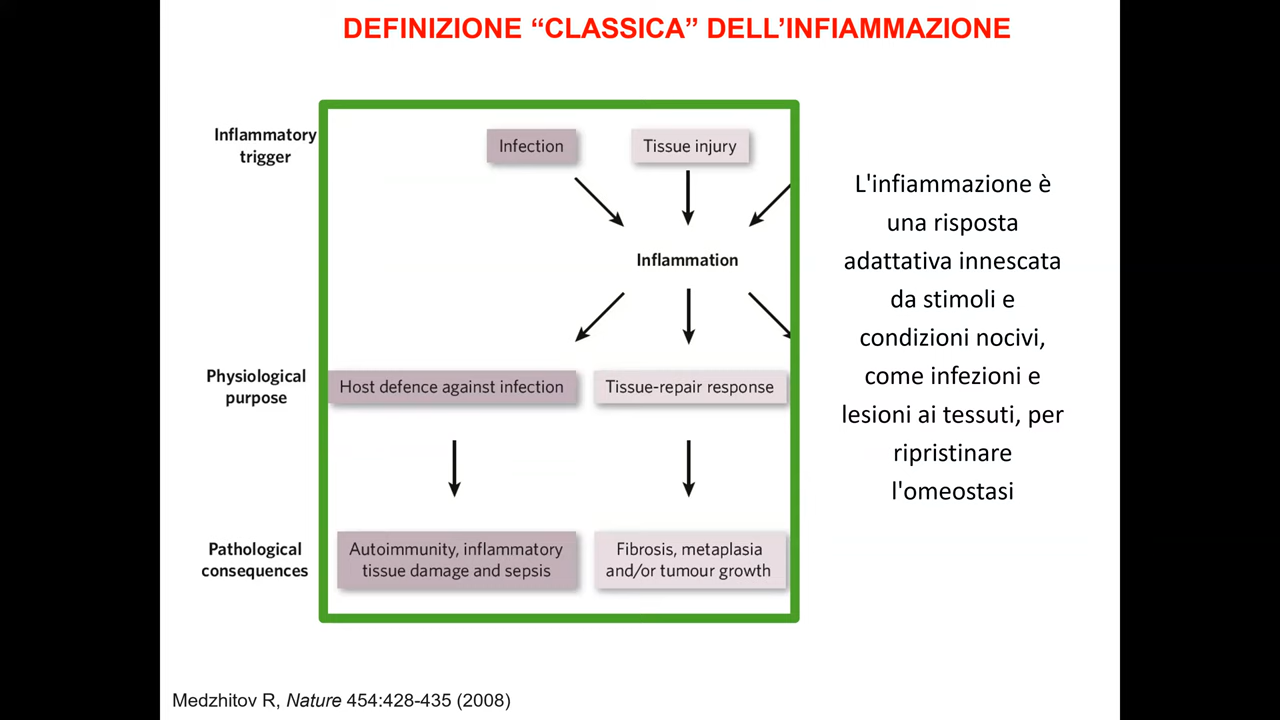 DEFINIZIONE “CLASSICA” DELL’INFIAMMAZIONE
Inflammatory
trigger
Infection
Tissue injury
Inflammation
Physiological
purpose
Host defence against infection
Tissue-repair response
Pathological
consequences
Autoimmunity, inflammatory
tissue damage and sepsis
Fibrosis, metaplasia
and/or tumour growth
L'infiammazione è
una risposta
adattativa innescata
da stimoli e
condizioni nocivi,
come infezioni e
lesioni ai tessuti, per
ripristinare
l'omeostasi
Medzhitov R, Nature 454:428-435 (2008)